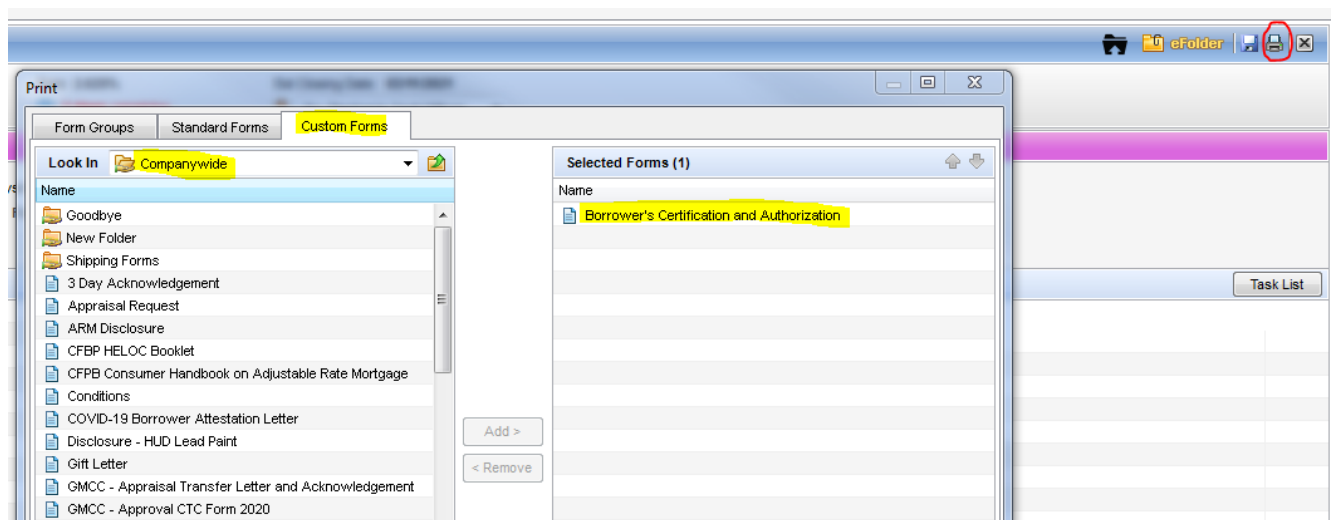 eFolder
Print
Form Groups Standard Forms Custom Forms
Look In Companywide
Name
Goodbye
New Folder
Shipping Forms
3 Day Acknowledgement
Appraisal Request
ARM Disclosure
CFBP HELOC Booklet
CFPB Consumer Handbook on Adjustable Rate Mortgage
Conditions
COVID-19 Borrower Attestation Letter
Disclosure - HUD Lead Paint
Gift Letter
GMCC - Appraisal Transfer Letter and Acknowledgement
GMCC - Approval CTC Form 2020
Add >
< Remove
Selected Forms (1)
Name
Borrower's Certification and Authorization
Task List